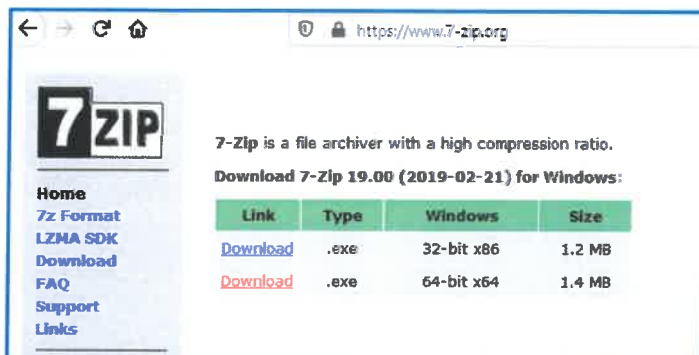 https://www.7-zip.org
7ZIP
7-Zip is a file archiver with a high compression ratio.
Download 7-Zip 19.00 (2019-02-21) for Windows:
Link Type Windows Size
Download .exe 32-bit x86 1.2 MB
Download .exe 64-bit x64 1.4 MB
Home
7z Format
LZMA SDK
Download
FAQ
Support
Links